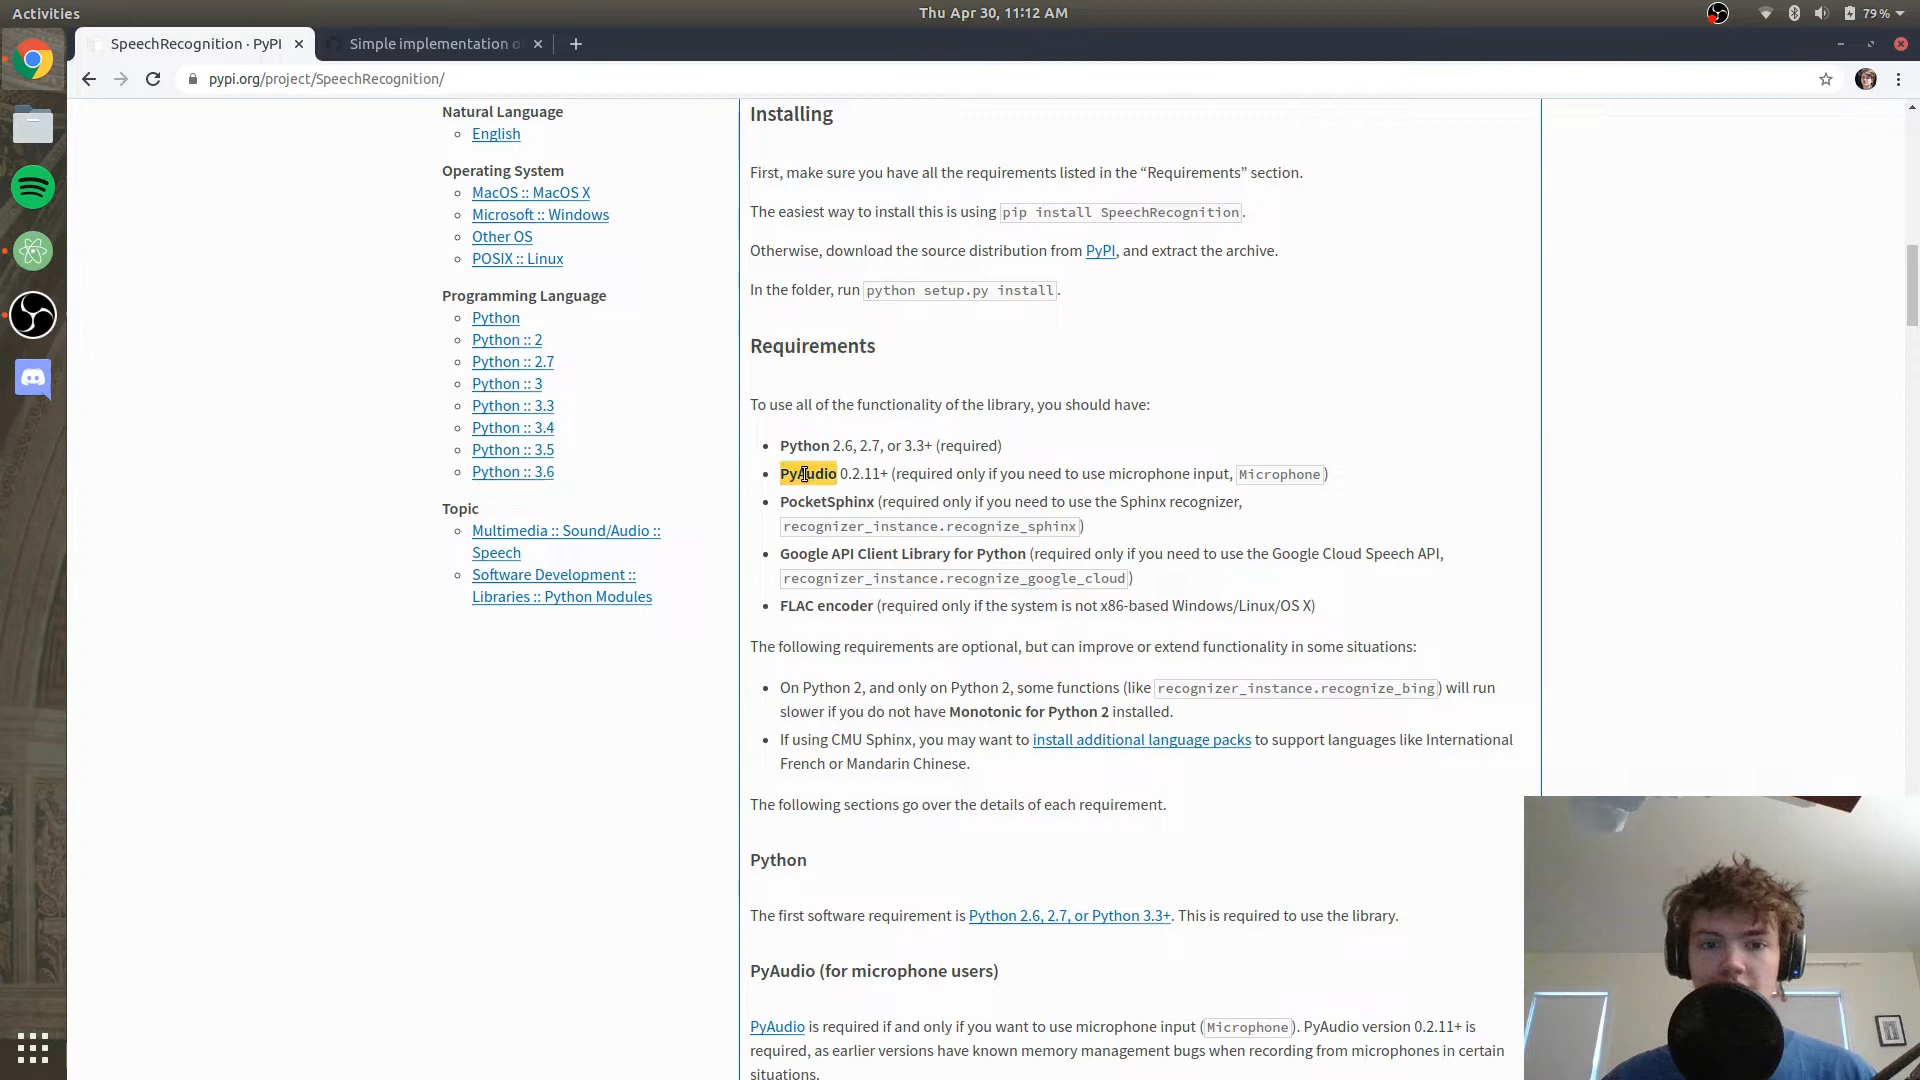 Activities
Thu Apr 30, 11:12 AM
79 %
SpeechRecognition · PyPI
Simple implementation o
pypi.org/project/SpeechRecognition/
Natural Language
English
Operating System
MacOS :: MacOS X
Microsoft :: Windows
Other OS
POSIX :: Linux
Programming Language
Python
Python :: 2
Python :: 2.7
Python :: 3
Python :: 3.3
Python :: 3.4
Python :: 3.5
Python :: 3.6
Topic
Multimedia :: Sound/Audio ::
Speech
Software Development ::
Libraries :: Python Modules
Installing
First, make sure you have all the requirements listed in the “Requirements” section.
The easiest way to install this is using pip install SpeechRecognition.
Otherwise, download the source distribution from PyPI, and extract the archive.
In the folder, run python setup.py install.
Requirements
To use all of the functionality of the library, you should have:
Python 2.6, 2.7, or 3.3+ (required)
PyAudio 0.2.11+ (required only if you need to use microphone input, Microphone)
PocketSphinx (required only if you need to use the Sphinx recognizer,
recognizer_instance.recognize_sphinx)
Google API Client Library for Python (required only if you need to use the Google Cloud Speech API,
recognizer_instance.recognize_google_cloud)
FLAC encoder (required only if the system is not x86-based Windows/Linux/OS X)
The following requirements are optional, but can improve or extend functionality in some situations:
On Python 2, and only on Python 2, some functions (like recognizer_instance.recognize_bing) will run
slower if you do not have Monotonic for Python 2 installed.
If using CMU Sphinx, you may want to install additional language packs to support languages like International
French or Mandarin Chinese.
The following sections go over the details of each requirement.
Python
The first software requirement is Python 2.6, 2.7, or Python 3.3+. This is required to use the library.
PyAudio (for microphone users)
PyAudio is required if and only if you want to use microphone input (Microphone). PyAudio version 0.2.11+ is
required, as earlier versions have known memory management bugs when recording from microphones in certain
situations.